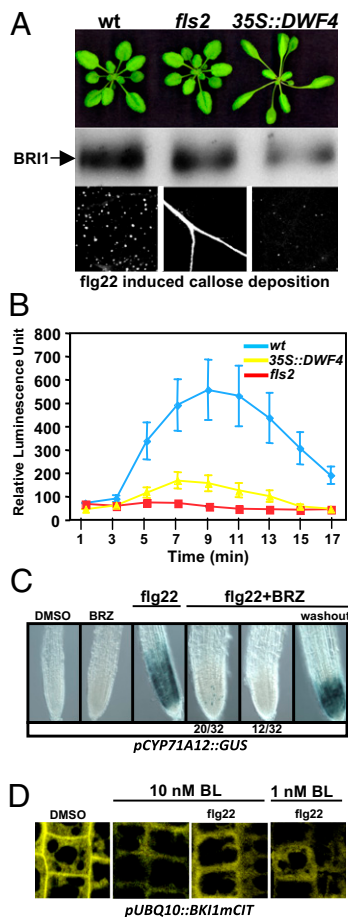 A
wt fls2 35S::DWF4
BRI1
flg22 induced callose deposition
B
Relative Luminescence Unit
800
700
600
500
400
300
200
100
0
wt
35S::DWF4
fls2
1 3 5 7 9 11 13 15 17
Time (min)
C
flg22 flg22+BRZ
DMSO BRZ washout
20/32 12/32
pCYP71A12::GUS
D
10 nM BL 1 nM BL
DMSO flg22 flg22
pUBQ10::BKI1mCIT